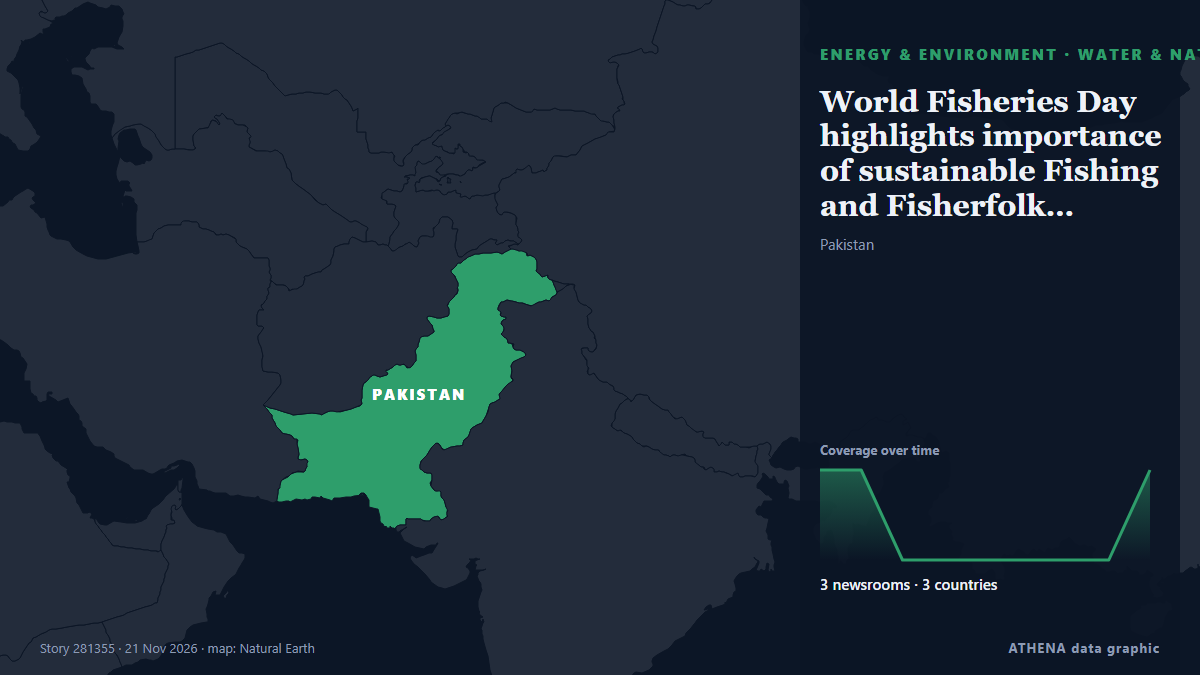 ENERGY & ENVIRONMENT · WATER & NAT
World Fisheries Day
highlights importance
of sustainable Fishing
and Fisherfolk...
Pakistan
PAKISTAN
Coverage over time
3 newsrooms · 3 countries
Story 281355 · 21 Nov 2026 · map: Natural Earth
ATHENA data graphic